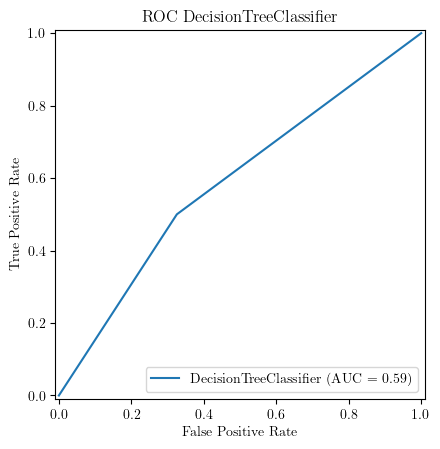 ROC DecisionTreeClassifier
1.0
0.8
0.6
0.4
0.2
0.0
True Positive Rate
DecisionTreeClassifier (AUC = 0.59)
0.0 0.2 0.4 0.6 0.8 1.0
False Positive Rate